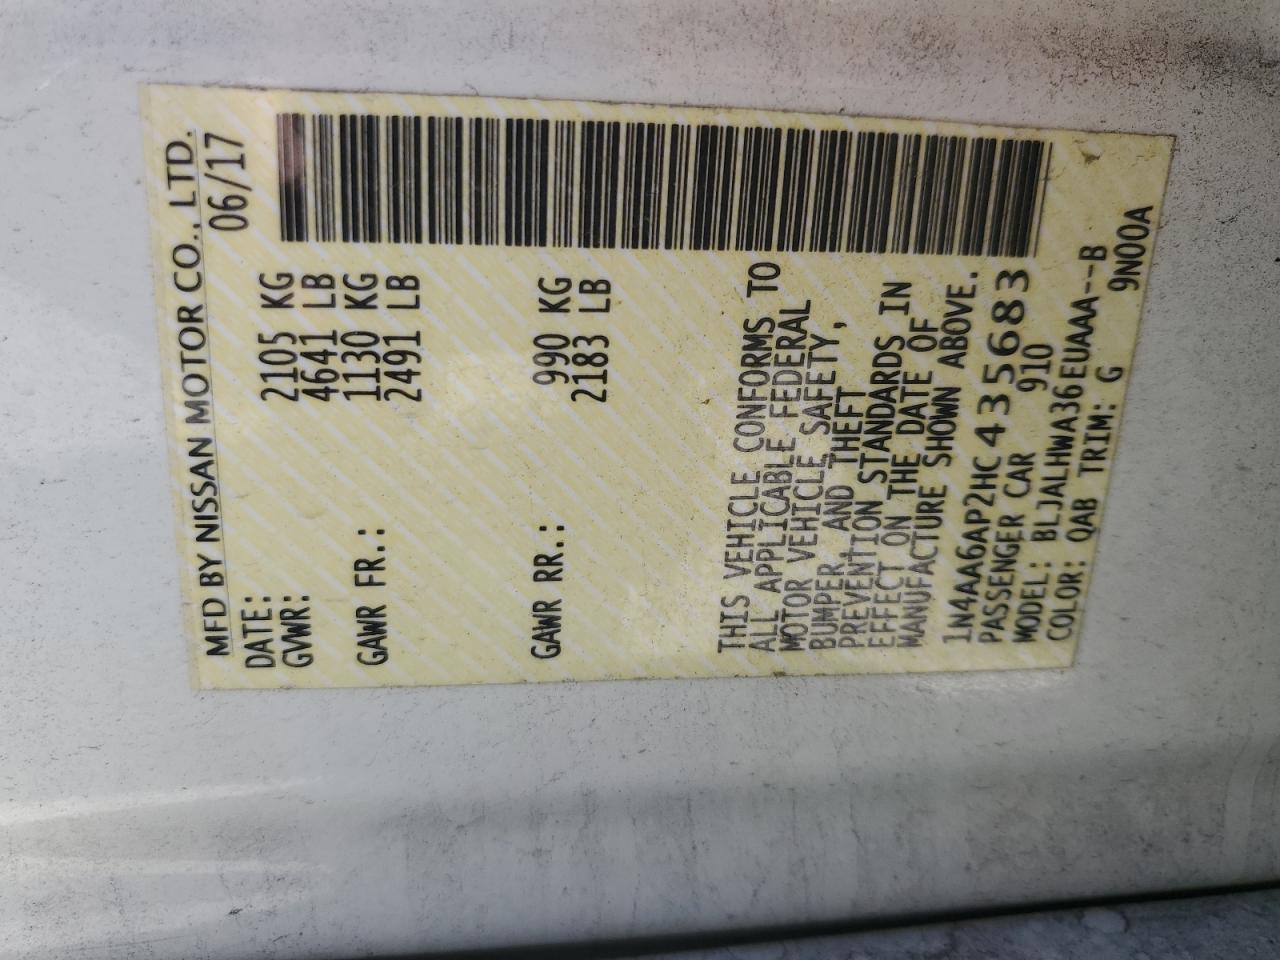 MFD BY NISSAN MOTOR CO., LTD.
DATE: 06/17
GVWR: 2105 KG
4641 LB
GAWR FR.: 1130 KG
2491 LB
GAWR RR.: 990 KG
2183 LB
THIS VEHICLE CONFORMS TO
ALL APPLICABLE FEDERAL
MOTOR VEHICLE SAFETY,
BUMPER AND THEFT
PREVENTION STANDARDS IN
EFFECT ON THE DATE OF
MANUFACTURE SHOWN ABOVE.
1N4AA6AP2HC435683
PASSENGER CAR 910
MODEL: BLJALHWA36EUAAA--B
COLOR: QAB TRIM: G 9N00A